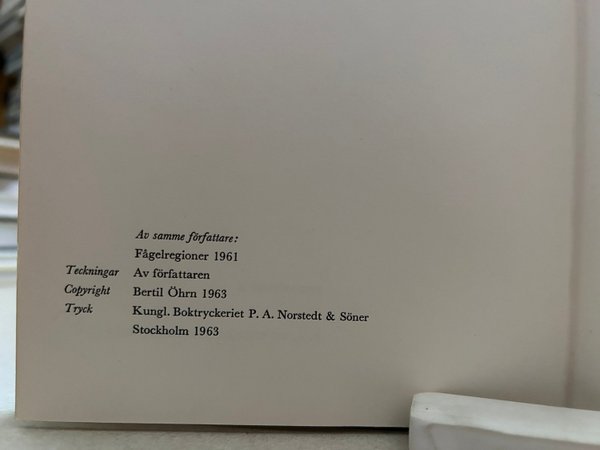 Av samme författare:
Fågelregioner 1961
Teckningar Av författaren
Copyright Bertil Öhrn 1963
Tryck Kungl. Boktryckeriet P. A. Norstedt & Söner
Stockholm 1963